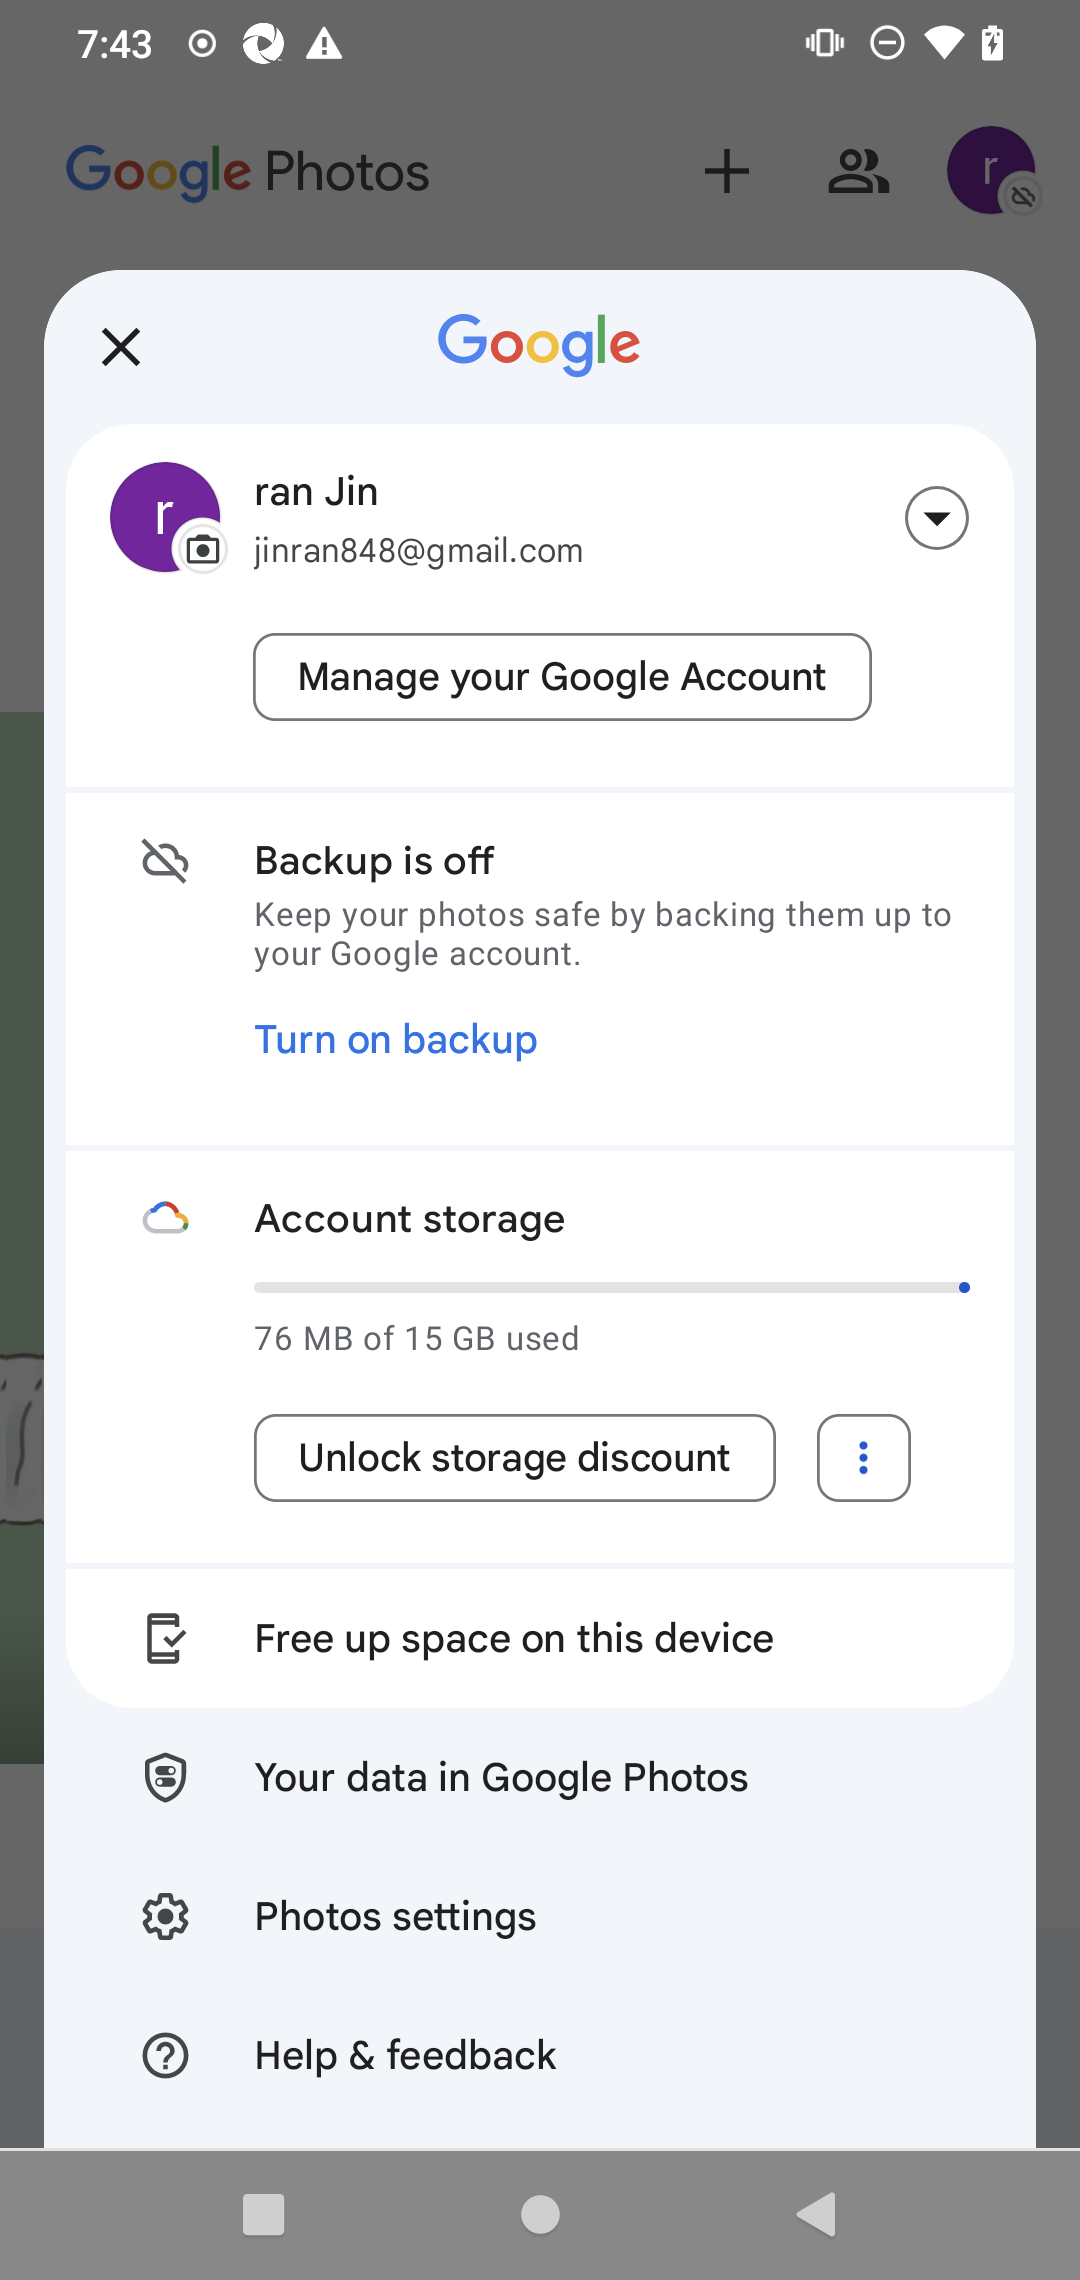 7:43
Google Photos
r
Google
r
ran Jin
jinran848@gmail.com
Manage your Google Account
Backup is off
Keep your photos safe by backing them up to
your Google account.
Turn on backup
Account storage
76 MB of 15 GB used
Unlock storage discount
Free up space on this device
Your data in Google Photos
Photos settings
Help & feedback